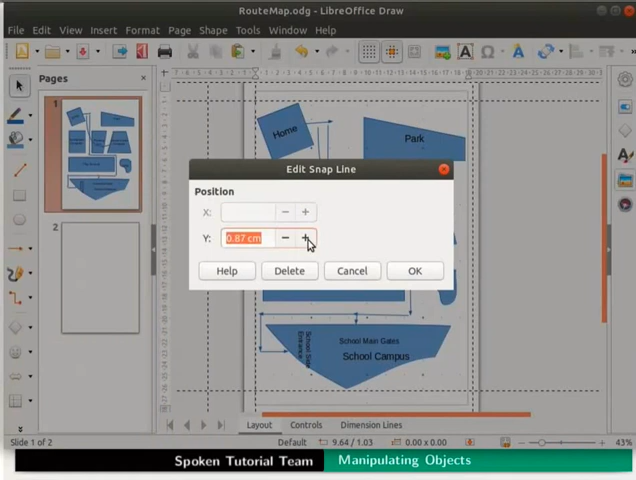 RouteMap.odg - LibreOffice Draw
File Edit View Insert Format Page Shape Tools Window Help
Pages
1
2
Home
Park
Edit Snap Line
Position
X:
Y: 0.87 cm
Help Delete Cancel OK
School Side Entrance
School Main Gates
School Campus
Layout Controls Dimension Lines
Slide 1 of 2 Default 9.64 / 1.03 0.00 x 0.00 43%
Spoken Tutorial Team Manipulating Objects